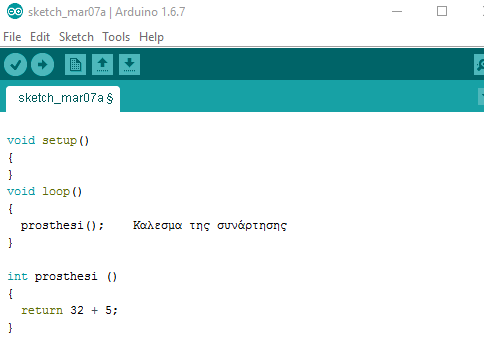 sketch_mar07a | Arduino 1.6.7
File Edit Sketch Tools Help
sketch_mar07a §
void setup()
{
}
void loop()
{
  prosthesi();    Καλεσμα της συνάρτησης
}
int prosthesi ()
{
  return 32 + 5;
}